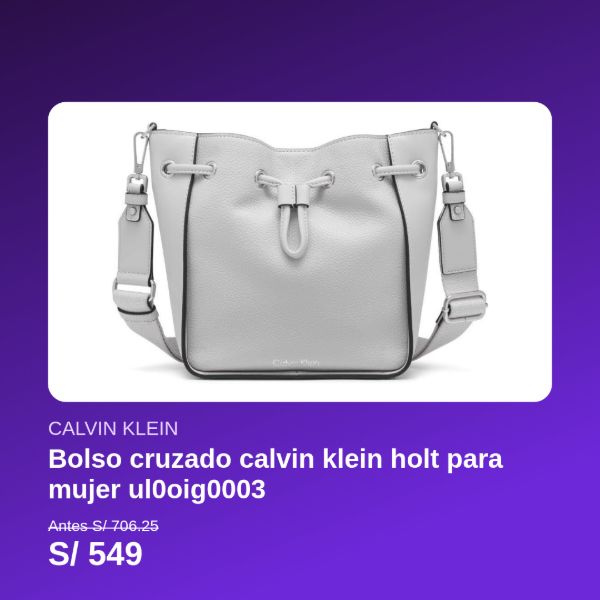 Calvin Klein
CALVIN KLEIN
Bolso cruzado calvin klein holt para
mujer ul0oig0003
Antes S/ 706.25
S/ 549